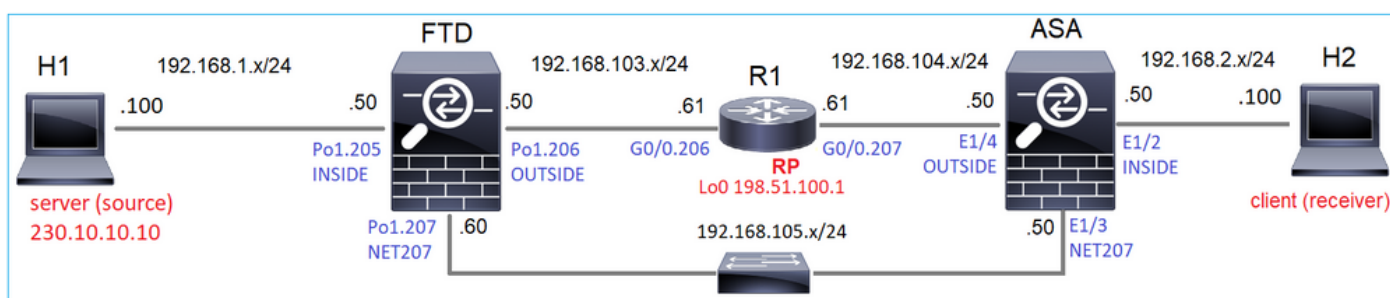 FTD
ASA
H1
192.168.1.x/24
192.168.103.x/24
R1
192.168.104.x/24
192.168.2.x/24
H2
.100
.50
.50
.61
.61
.50
.50
.100
Po1.205
INSIDE
Po1.206
OUTSIDE
G0/0.206
RP
G0/0.207
E1/4
OUTSIDE
E1/2
INSIDE
Lo0 198.51.100.1
server (source)
230.10.10.10
client (receiver)
Po1.207
NET207
.60
192.168.105.x/24
.50
E1/3
NET207